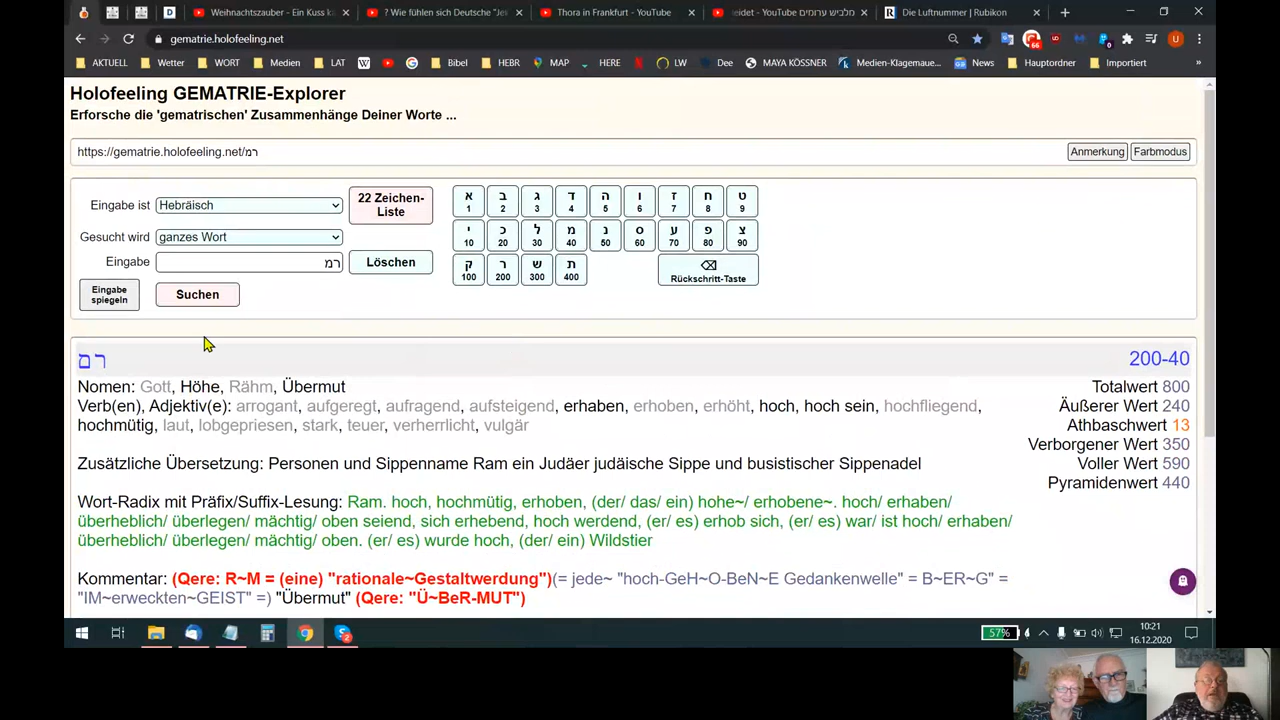 Weihnachtszauber - Ein Kuss k
? Wie fühlen sich Deutsche "Je
Thora in Frankfurt - YouTube
מלביש ערומים YouTube - eidet
Die Luftnummer | Rubikon
gematrie.holofeeling.net
AKTUELL Wetter WORT Medien LAT Bibel HEBR MAP HERE LW Dee MAYA KÖSSNER Medien-Klagemaue... News Hauptordner Importiert »
Holofeeling GEMATRIE-Explorer
Erforsche die 'gematrischen' Zusammenhänge Deiner Worte ...
https://gematrie.holofeeling.net/רמ
Anmerkung Farbmodus
Eingabe ist Hebräisch
22 Zeichen-Liste
Gesucht wird ganzes Wort
Eingabe רמ Löschen
Eingabe spiegeln Suchen
א ב ג ד ה ו ז ח ט
1 2 3 4 5 6 7 8 9
י כ ל מ נ ס ע פ צ
10 20 30 40 50 60 70 80 90
ק ר ש ת
100 200 300 400 Rückschritt-Taste
רמ 200-40
Nomen: Gott, Höhe, Rähm, Übermut
Totalwert 800
Verb(en), Adjektiv(e): arrogant, aufgeregt, aufragend, aufsteigend, erhaben, erhoben, erhöht, hoch, hoch sein, hochfliegend,
Äußerer Wert 240
hochmütig, laut, lobgepriesen, stark, teuer, verherrlicht, vulgär
Athbaschwert 13
Verborgener Wert 350
Zusätzliche Übersetzung: Personen und Sippenname Ram ein Judäer judäische Sippe und busistischer Sippenadel
Voller Wert 590
Pyramidenwert 440
Wort-Radix mit Präfix/Suffix-Lesung: Ram. hoch, hochmütig, erhoben, (der/ das/ ein) hohe~/ erhobene~. hoch/ erhaben/
überheblich/ überlegen/ mächtig/ oben seiend, sich erhebend, hoch werdend, (er/ es) erhob sich, (er/ es) war/ ist hoch/ erhaben/
überheblich/ überlegen/ mächtig/ oben. (er/ es) wurde hoch, (der/ ein) Wildstier
Kommentar: (Qere: R~M = (eine) "rationale~Gestaltwerdung")(= jede~ "hoch-GeH~O-BeN~E Gedankenwelle" = B~ER~G" =
"IM~erweckten~GEIST" =) "Übermut" (Qere: "Ü~BeR-MUT")
57%
10:21
16.12.2020